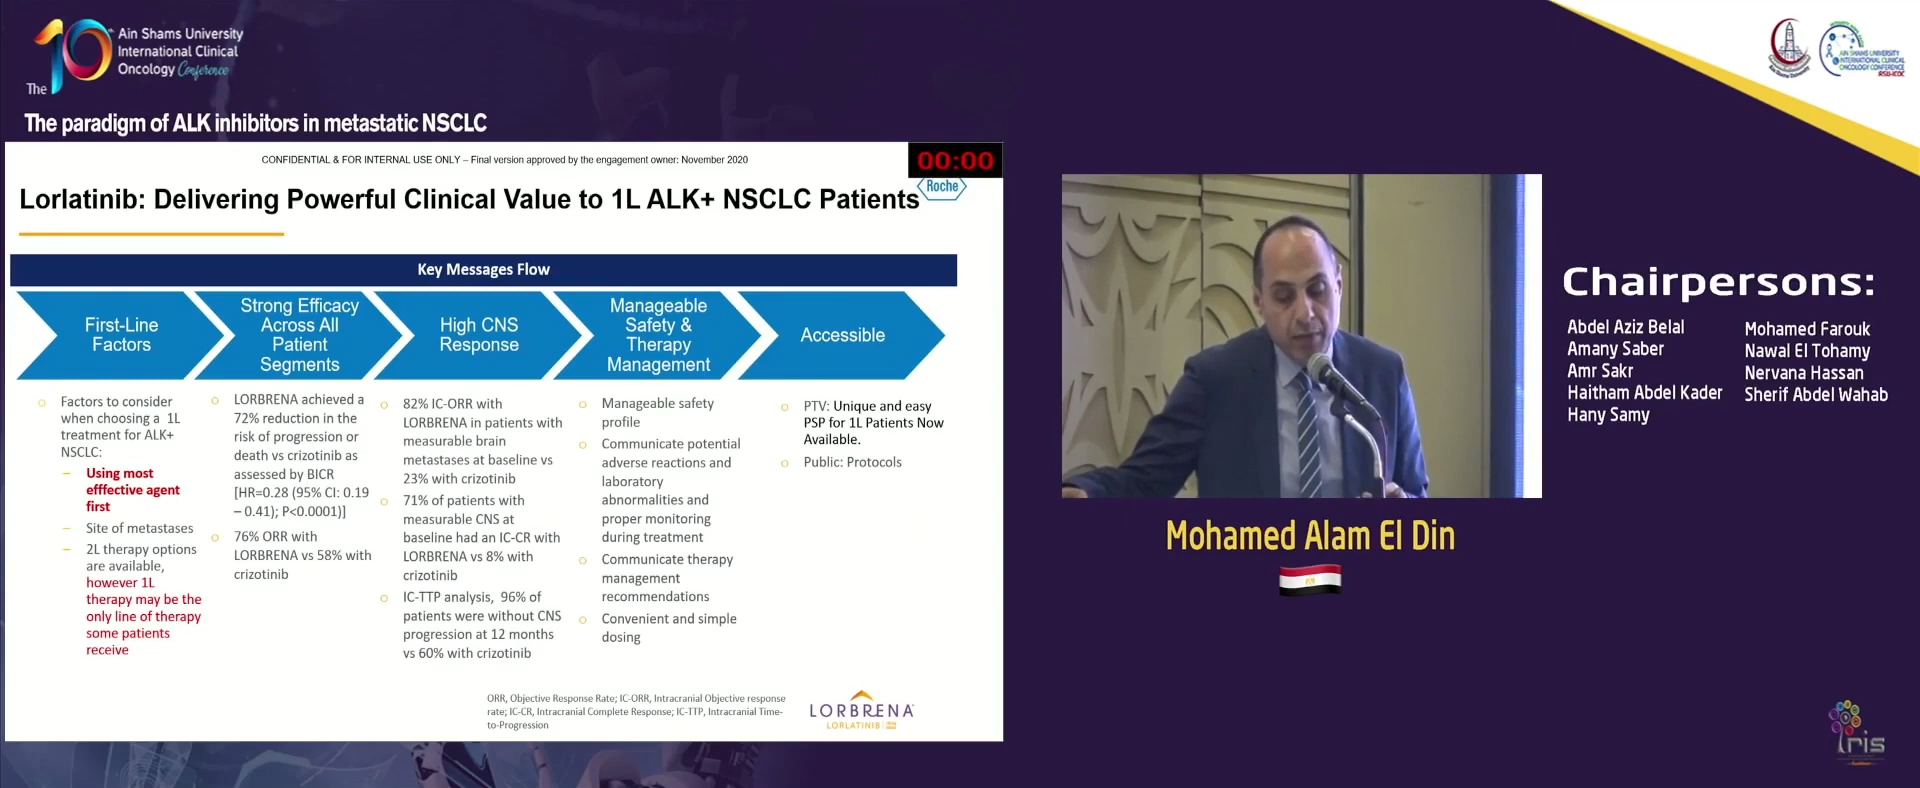 The 10th
Ain Shams University
International Clinical
Oncology Conference
The paradigm of ALK inhibitors in metastatic NSCLC
CONFIDENTIAL & FOR INTERNAL USE ONLY – Final version approved by the engagement owner: November 2020
00:00
Roche
Lorlatinib: Delivering Powerful Clinical Value to 1L ALK+ NSCLC Patients
Key Messages Flow
First-Line
Factors
Strong Efficacy
Across All
Patient
Segments
High CNS
Response
Manageable
Safety &
Therapy
Management
Accessible
Factors to consider
when choosing a 1L
treatment for ALK+
NSCLC:
– Using most
efffective agent
first
– Site of metastases
– 2L therapy options
are available,
however 1L
therapy may be the
only line of therapy
some patients
receive
LORBRENA achieved a
72% reduction in the
risk of progression or
death vs crizotinib as
assessed by BICR
[HR=0.28 (95% CI: 0.19
– 0.41); P<0.0001)]
76% ORR with
LORBRENA vs 58% with
crizotinib
82% IC-ORR with
LORBRENA in patients with
measurable brain
metastases at baseline vs
23% with crizotinib
71% of patients with
measurable CNS at
baseline had an IC-CR with
LORBRENA vs 8% with
crizotinib
IC-TTP analysis, 96% of
patients were without CNS
progression at 12 months
vs 60% with crizotinib
Manageable safety
profile
Communicate potential
adverse reactions and
laboratory
abnormalities and
proper monitoring
during treatment
Communicate therapy
management
recommendations
Convenient and simple
dosing
PTV: Unique and easy
PSP for 1L Patients Now
Available.
Public: Protocols
ORR, Objective Response Rate; IC-ORR, Intracranial Objective response
rate; IC-CR, Intracranial Complete Response; IC-TTP, Intracranial Time-
to-Progression
LORBRENA
LORLATINIB
Mohamed Alam El Din
Chairpersons:
Abdel Aziz Belal
Amany Saber
Amr Sakr
Haitham Abdel Kader
Hany Samy
Mohamed Farouk
Nawal El Tohamy
Nervana Hassan
Sherif Abdel Wahab
AIN SHAMS UNIVERSITY
INTERNATIONAL CLINICAL
ONCOLOGY CONFERENCE
ASU-ICOC
Iris